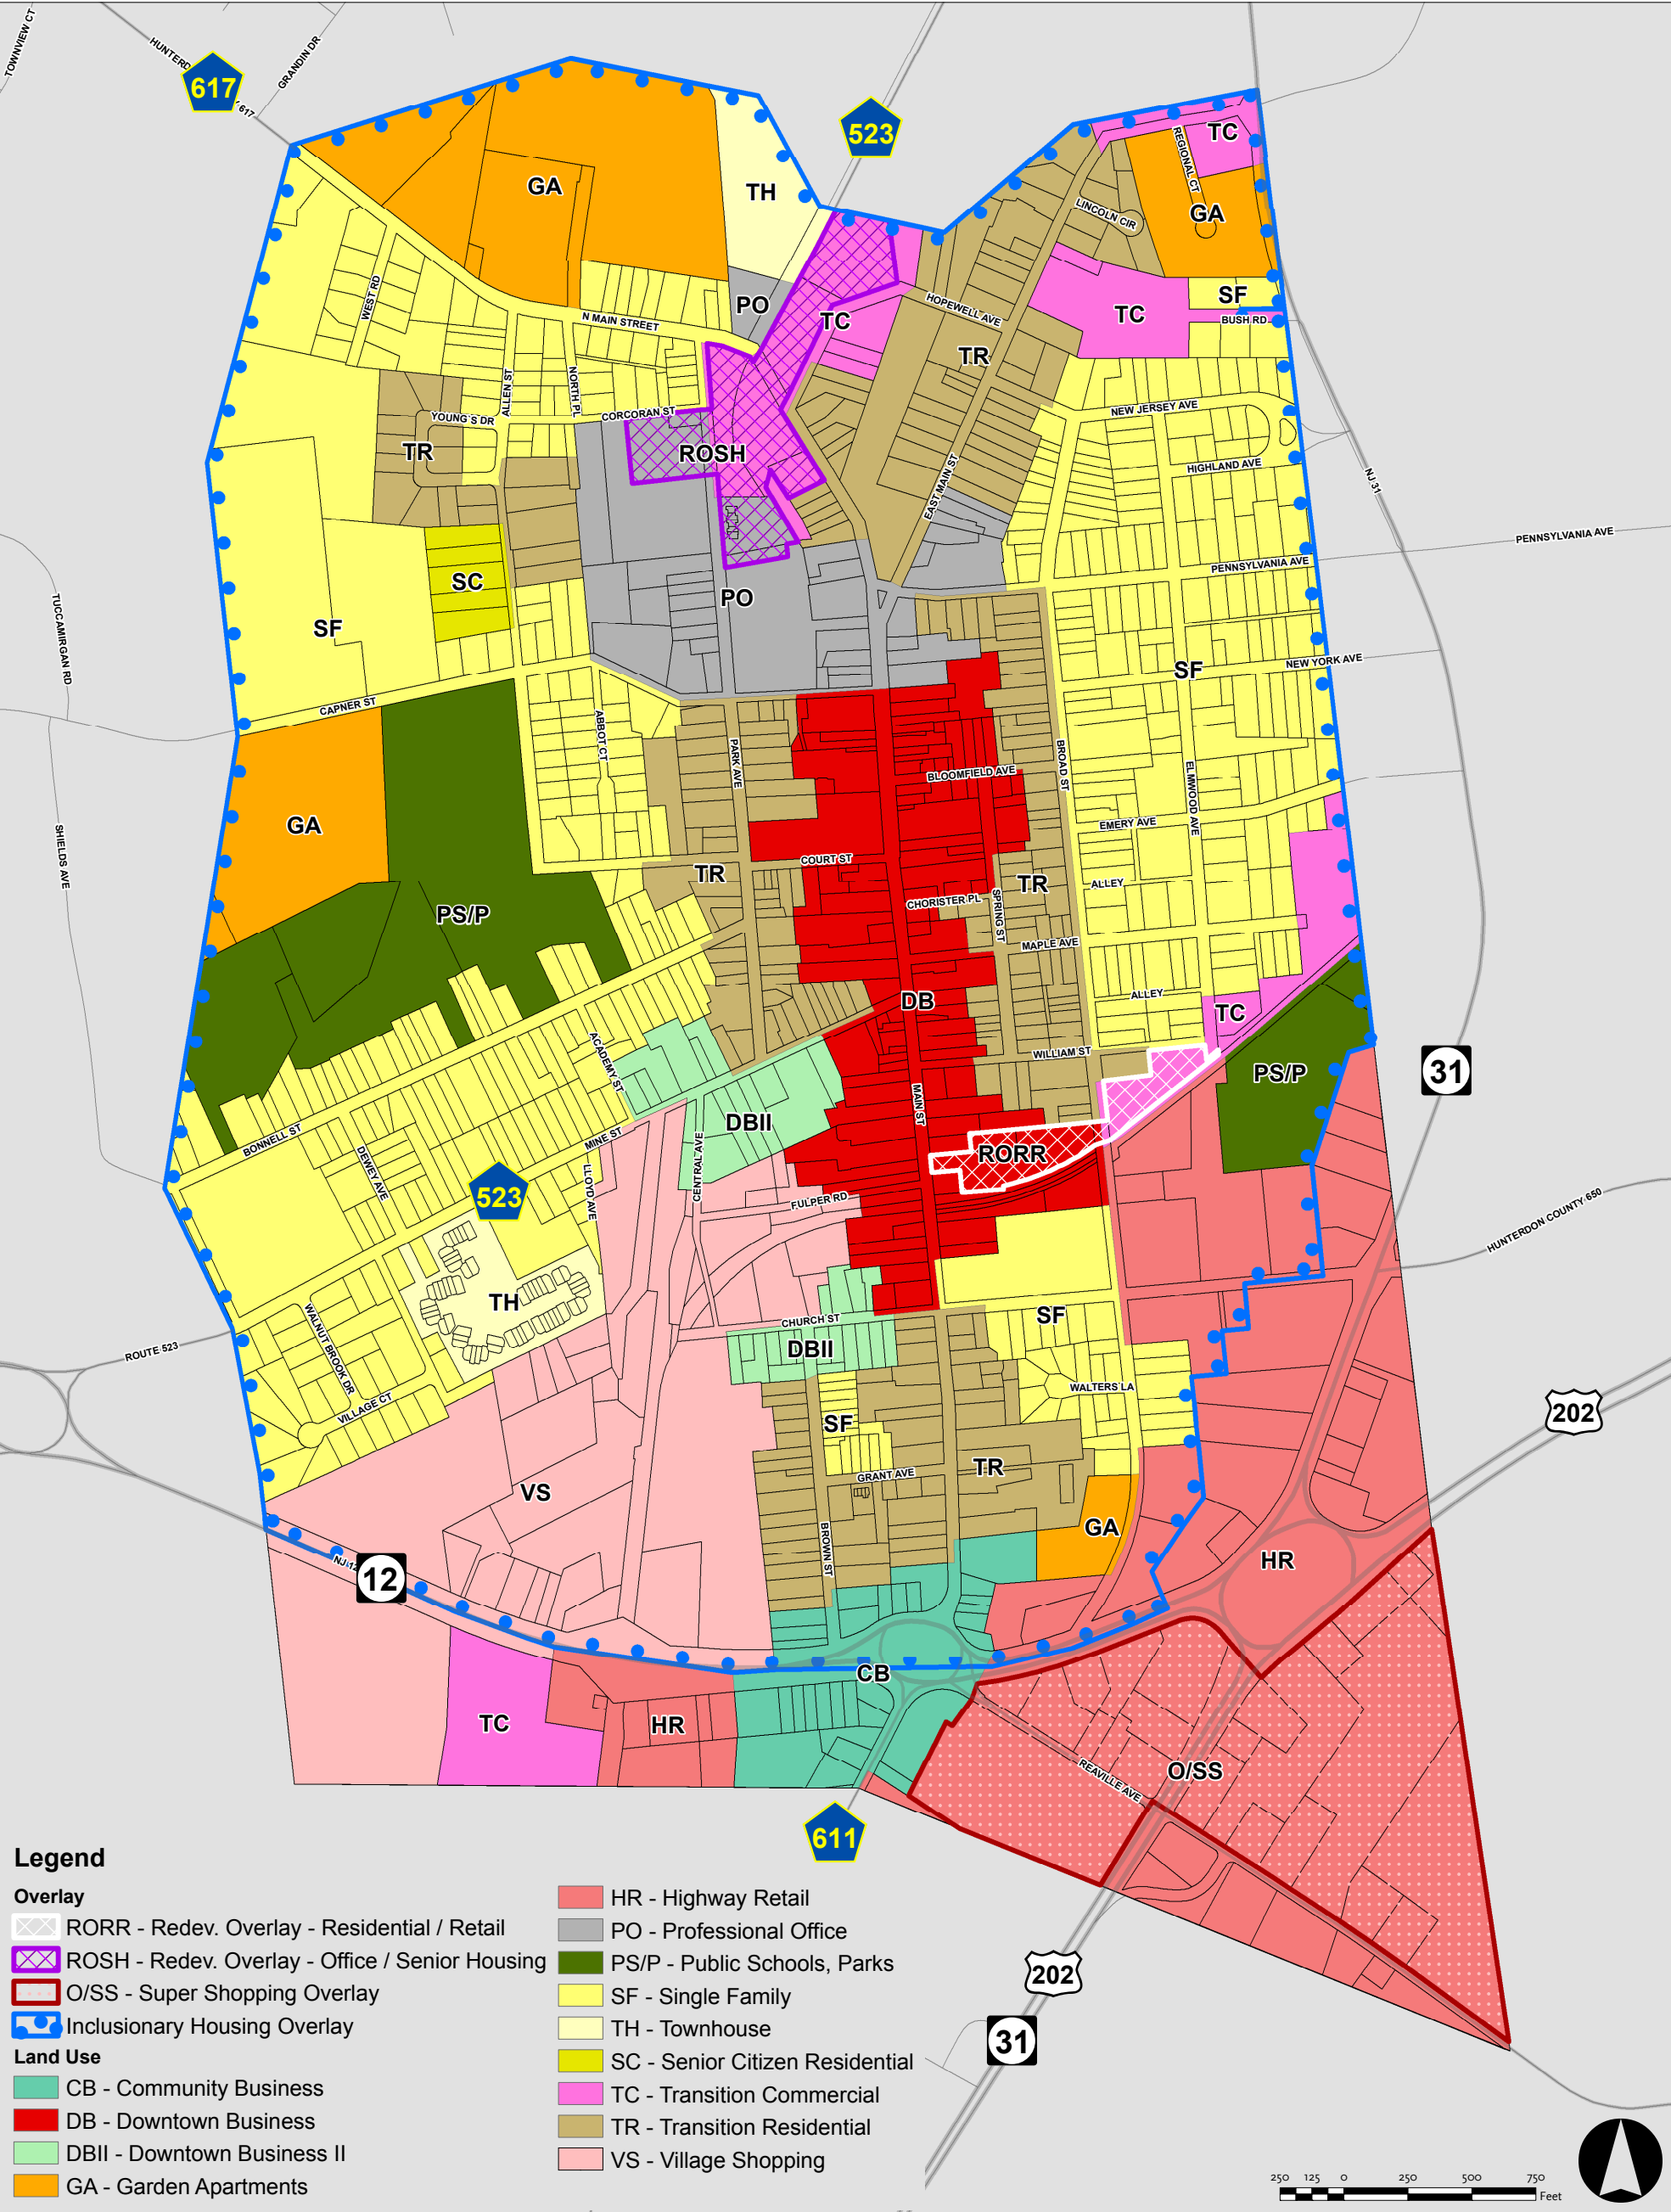 TOWNVIEW CT
HUNTERD
617
617
GRANDIN DR
523
TC
REGIONAL CT
GA
GA
TH
LINCOLN CIR
WEST RD
PO
SF
N MAIN STREET
TC
HOPEWELL AVE
TC
BUSH RD
TR
ALLEN ST
NORTH PL
YOUNG'S DR
CORCORAN ST
NEW JERSEY AVE
TR
ROSH
HIGHLAND AVE
EAST MAIN ST
NJ 31
PENNSYLVANIA AVE
PENNSYLVANIA AVE
SC
PO
TUCCAMIRGAN RD
SF
SF
NEW YORK AVE
CAPNER ST
ABBOT CT
PARK AVE
BROAD ST
BLOOMFIELD AVE
ELMWOOD AVE
GA
EMERY AVE
SHIELDS AVE
COURT ST
TR
TR
ALLEY
CHORISTER PL
SPRING ST
PS/P
MAPLE AVE
ALLEY
DB
TC
WILLIAM ST
ACADEMY ST
PS/P
31
MAIN ST
DBII
BONNELL ST
MINE ST
RORR
CENTRAL AVE
DEWEY AVE
523
LLOYD AVE
FULPER RD
HUNTERDON COUNTY 650
TH
SF
CHURCH ST
DBII
WALNUT BROOK DR
ROUTE 523
WALTERS LA
VILLAGE CT
202
SF
TR
GRANT AVE
VS
GA
BROWN ST
HR
NJ 12
12
CB
TC
HR
REAVILLE AVE
O/SS
611
202
31
Legend
Overlay
RORR - Redev. Overlay - Residential / Retail
ROSH - Redev. Overlay - Office / Senior Housing
O/SS - Super Shopping Overlay
Inclusionary Housing Overlay
Land Use
CB - Community Business
DB - Downtown Business
DBII - Downtown Business II
GA - Garden Apartments
HR - Highway Retail
PO - Professional Office
PS/P - Public Schools, Parks
SF - Single Family
TH - Townhouse
SC - Senior Citizen Residential
TC - Transition Commercial
TR - Transition Residential
VS - Village Shopping
250 125 0 250 500 750
Feet